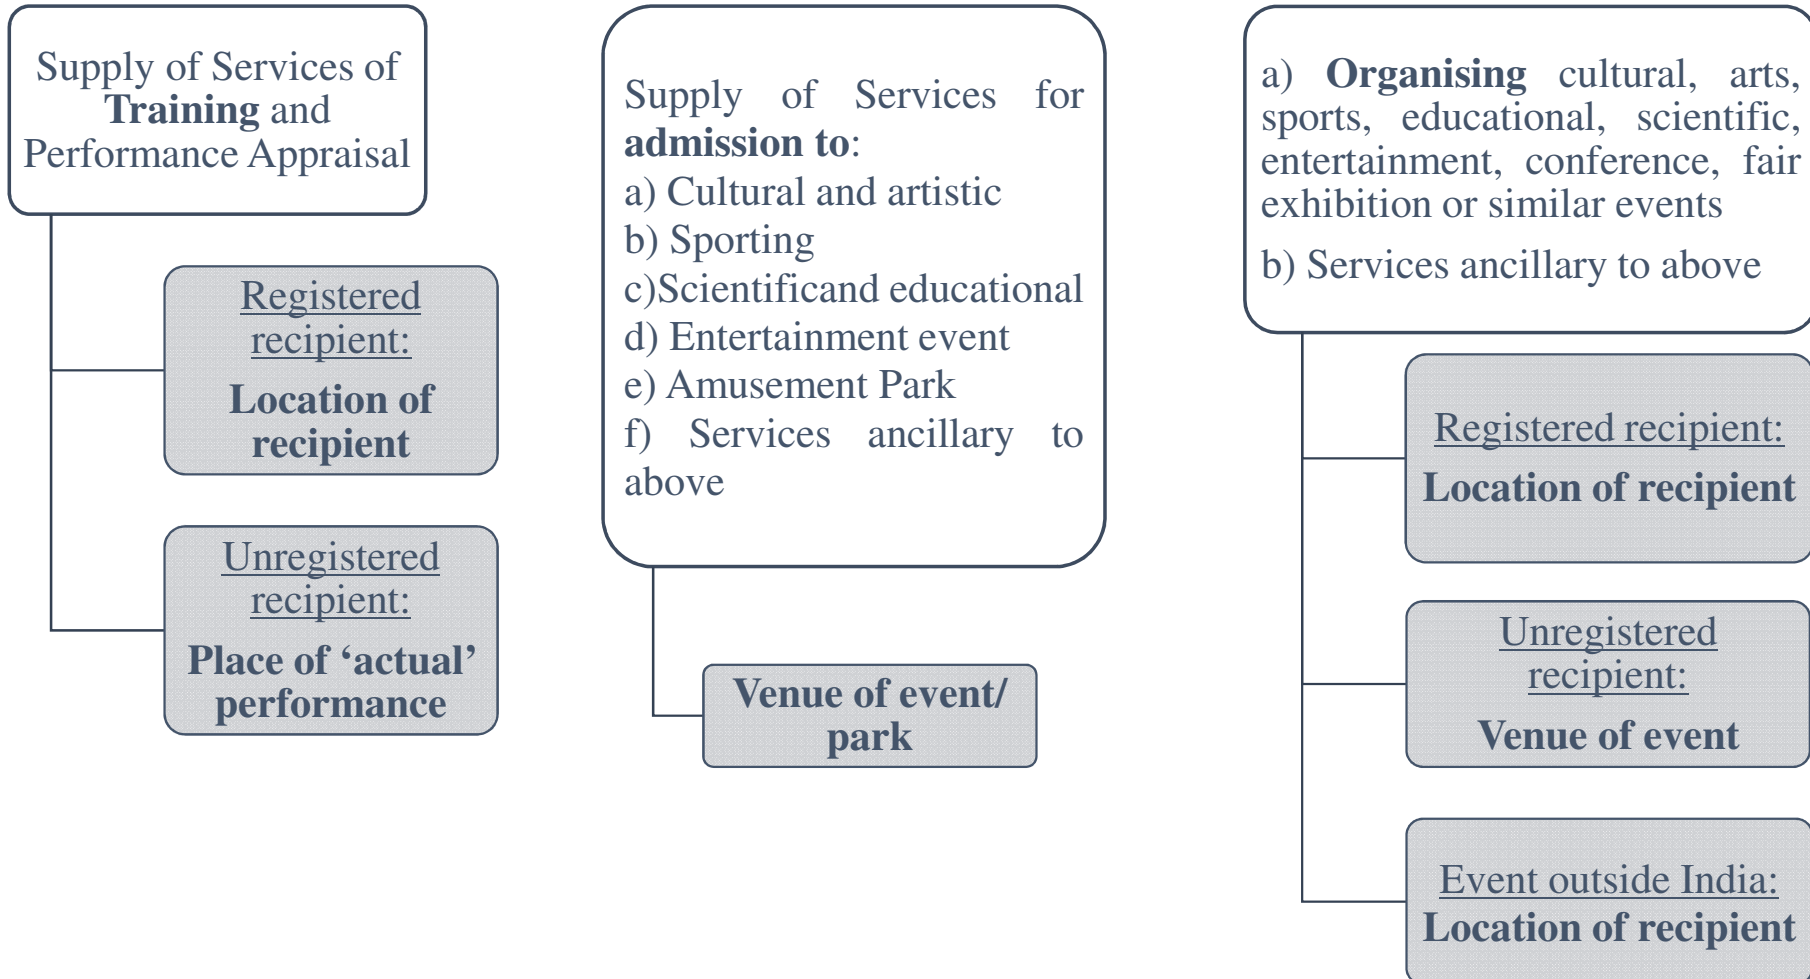 Supply of Services of
Training and
Performance Appraisal
Registered
recipient:
Location of
recipient
Unregistered
recipient:
Place of ‘actual’
performance
Supply of Services for
admission to:
a) Cultural and artistic
b) Sporting
c)Scientificand educational
d) Entertainment event
e) Amusement Park
f) Services ancillary to
above
Venue of event/
park
a) Organising cultural, arts,
sports, educational, scientific,
entertainment, conference, fair
exhibition or similar events
b) Services ancillary to above
Registered recipient:
Location of recipient
Unregistered
recipient:
Venue of event
Event outside India:
Location of recipient